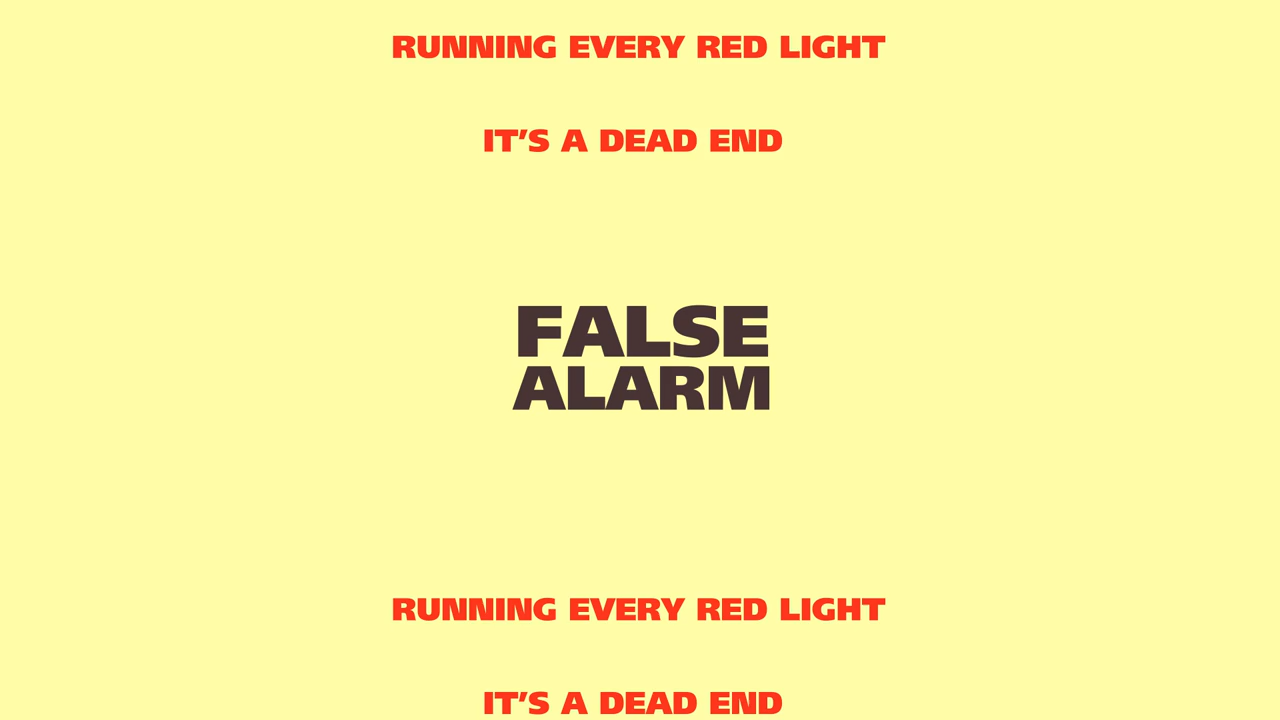 RUNNING EVERY RED LIGHT
IT'S A DEAD END
FALSE
ALARM
RUNNING EVERY RED LIGHT
IT'S A DEAD END